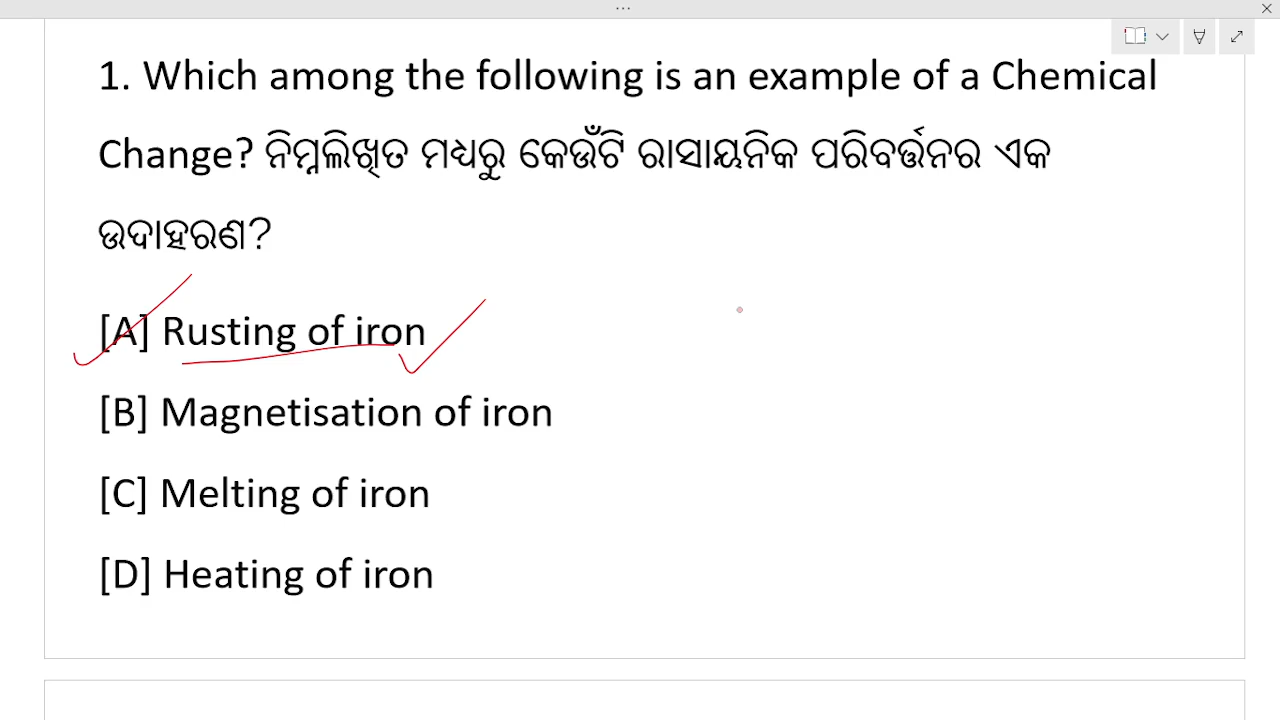 1. Which among the following is an example of a Chemical
Change? ନିମ୍ନଲିଖିତ ମଧ୍ୟରୁ କେଉଁଟି ରାସାୟନିକ ପରିବର୍ତ୍ତନର ଏକ
ଉଦାହରଣ?
[A] Rusting of iron
[B] Magnetisation of iron
[C] Melting of iron
[D] Heating of iron